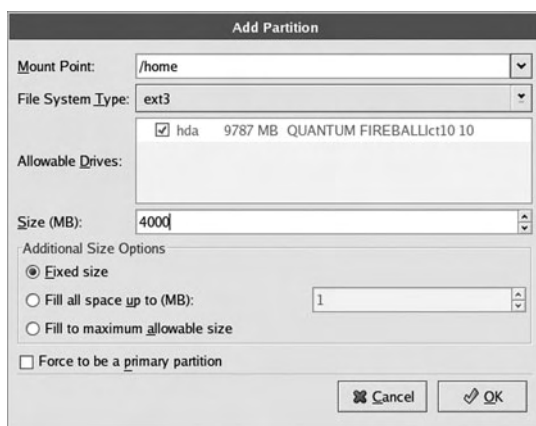 Add Partition
Mount Point: /home
File System Type: ext3
hda 9787 MB QUANTUM FIREBALLlct10 10
Allowable Drives:
Size (MB): 4000
Additional Size Options
Fixed size
Fill all space up to (MB): 1
Fill to maximum allowable size
Force to be a primary partition
Cancel OK